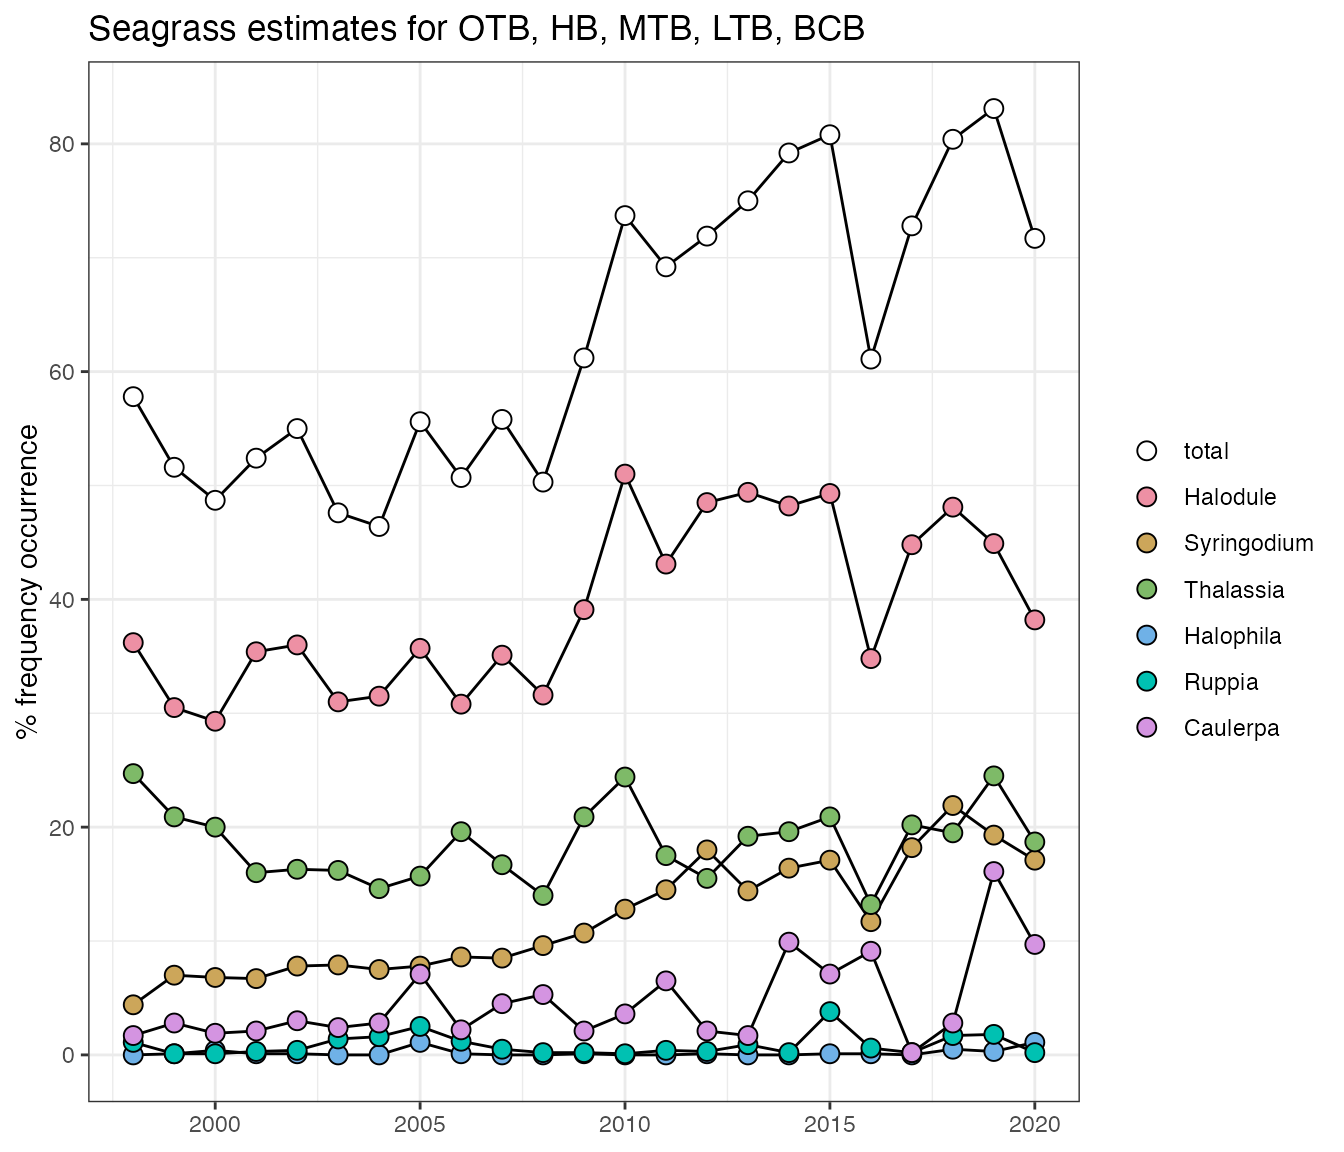 Seagrass estimates for OTB, HB, MTB, LTB, BCB
% frequency occurrence
80
60
40
20
0
2000
2005
2010
2015
2020
total
Halodule
Syringodium
Thalassia
Halophila
Ruppia
Caulerpa